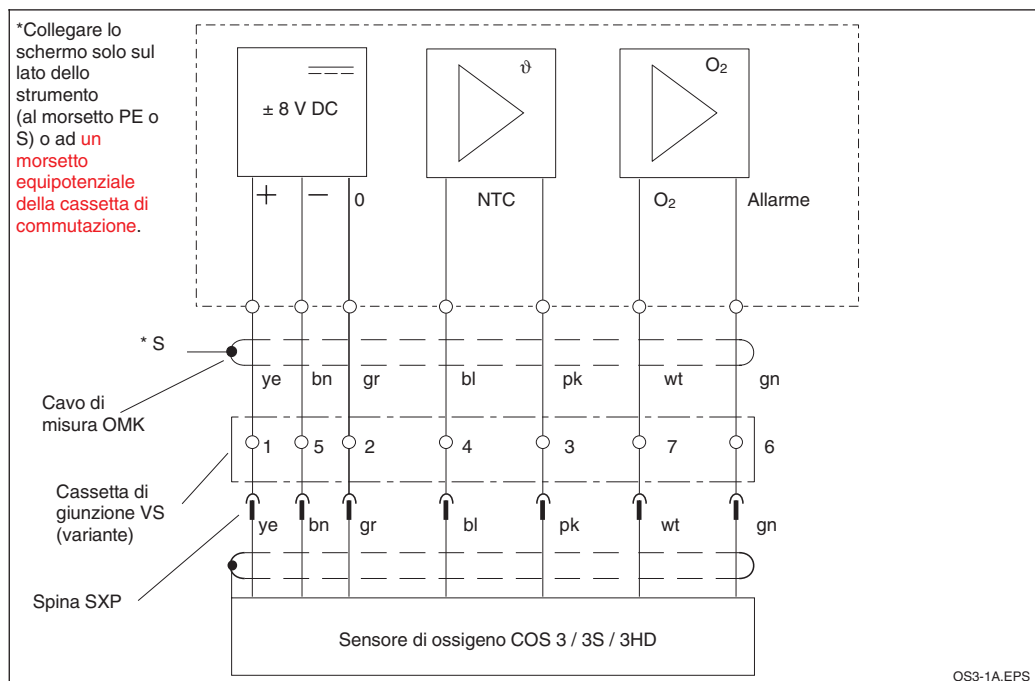 *Collegare lo
schermo solo sul
lato dello
strumento
(al morsetto PE o
S) o ad un
morsetto
equipotenziale
della cassetta di
commutazione.
± 8 V DC
ϑ
O2
+ − 0
NTC
O2
Allarme
* S
ye bn gr bl pk wt gn
Cavo di
misura OMK
1 5 2 4 3 7 6
Cassetta di
giunzione VS
(variante)
ye bn gr bl pk wt gn
Spina SXP
Sensore di ossigeno COS 3 / 3S / 3HD
OS3-1A.EPS